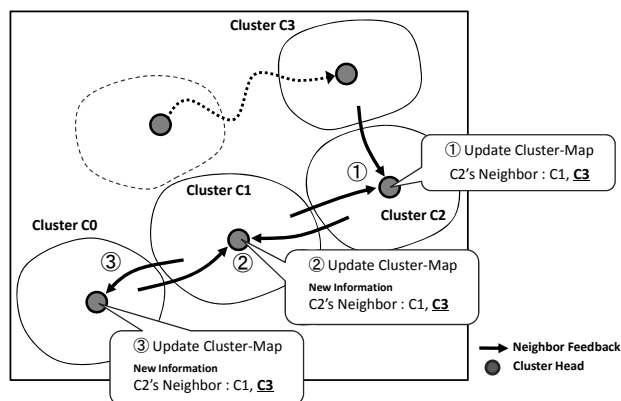 Cluster C3
① Update Cluster-Map
C2's Neighbor : C1, C3
①
Cluster C1
Cluster C2
Cluster C0
②
② Update Cluster-Map
New Information
C2's Neighbor : C1, C3
③
③ Update Cluster-Map
New Information
C2's Neighbor : C1, C3
Neighbor Feedback
Cluster Head